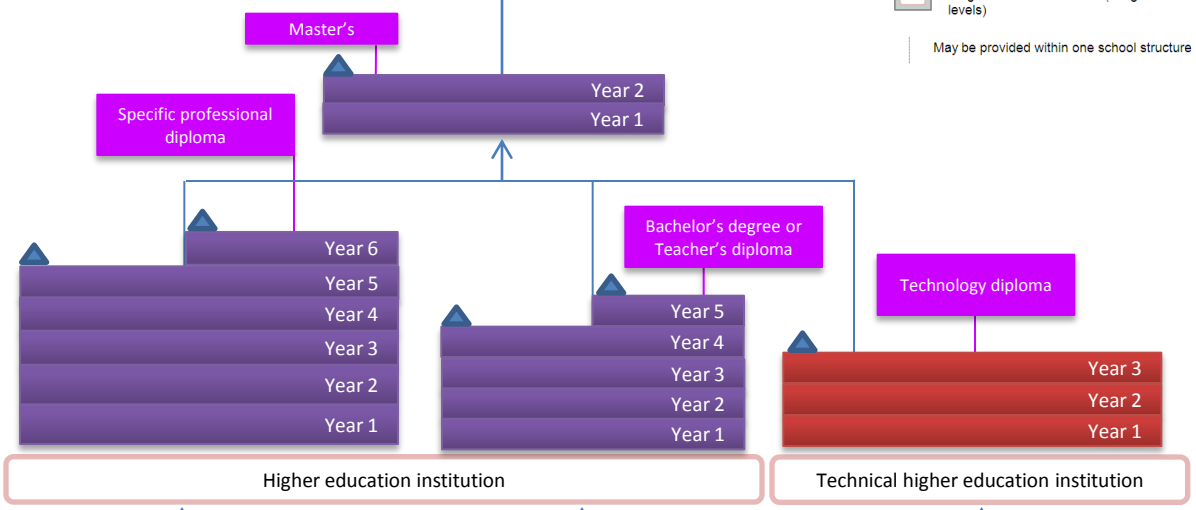 levels)
May be provided within one school structure
Master's
Year 2
Year 1
Specific professional
diploma
Year 6
Year 5
Year 4
Year 3
Year 2
Year 1
Bachelor's degree or
Teacher's diploma
Year 5
Year 4
Year 3
Year 2
Year 1
Technology diploma
Year 3
Year 2
Year 1
Higher education institution
Technical higher education institution